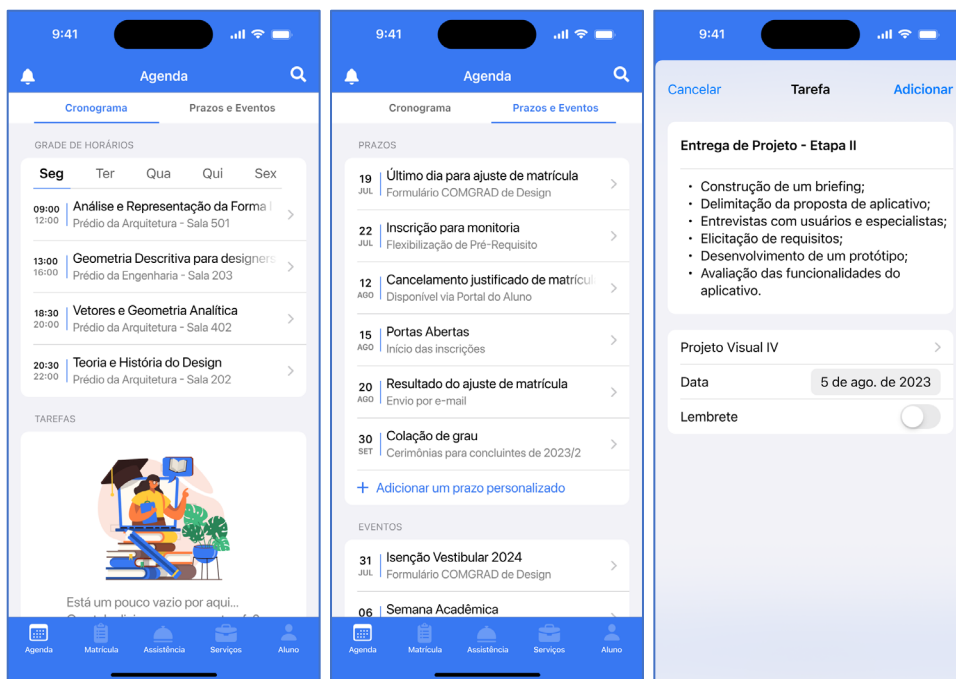 9:41
Agenda
Cronograma
Prazos e Eventos
GRADE DE HORÁRIOS
Seg Ter Qua Qui Sex
09:00 Análise e Representação da Forma
12:00 Prédio da Arquitetura - Sala 501
13:00 Geometria Descritiva para designers
16:00 Prédio da Engenharia - Sala 203
18:30 Vetores e Geometria Analítica
20:00 Prédio da Arquitetura - Sala 402
20:30 Teoria e História do Design
22:00 Prédio da Arquitetura - Sala 202
TAREFAS
Está um pouco vazio por aqui...
Agenda Matrícula Assistência Serviços Aluno
9:41
Agenda
Cronograma
Prazos e Eventos
PRAZOS
19 Último dia para ajuste de matrícula
JUL Formulário COMGRAD de Design
22 Inscrição para monitoria
JUL Flexibilização de Pré-Requisito
12 Cancelamento justificado de matrícul
AGO Disponível via Portal do Aluno
15 Portas Abertas
AGO Início das inscrições
20 Resultado do ajuste de matrícula
AGO Envio por e-mail
30 Colação de grau
SET Cerimônias para concluintes de 2023/2
+ Adicionar um prazo personalizado
EVENTOS
31 Isenção Vestibular 2024
JUL Formulário COMGRAD de Design
06 Semana Acadêmica
Agenda Matrícula Assistência Serviços Aluno
9:41
Cancelar Tarefa Adicionar
Entrega de Projeto - Etapa II
• Construção de um briefing;
• Delimitação da proposta de aplicativo;
• Entrevistas com usuários e especialistas;
• Elicitação de requisitos;
• Desenvolvimento de um protótipo;
• Avaliação das funcionalidades do
aplicativo.
Projeto Visual IV
Data 5 de ago. de 2023
Lembrete